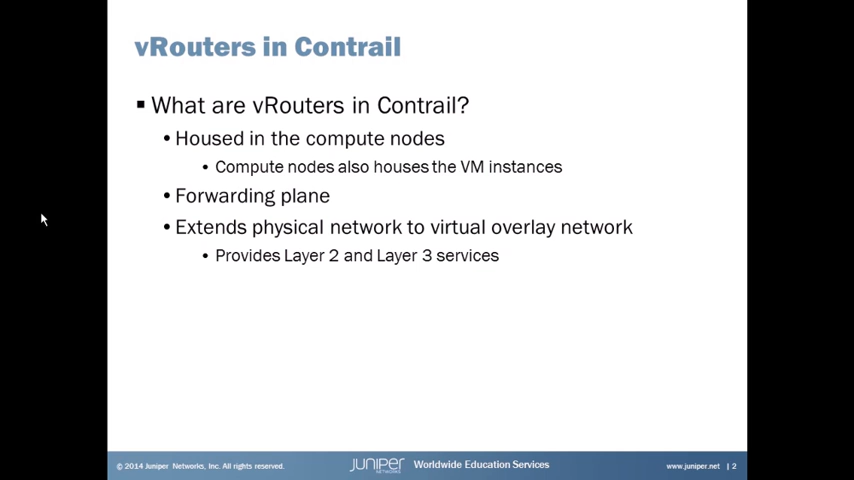 vRouters in Contrail
▪ What are vRouters in Contrail?
• Housed in the compute nodes
• Compute nodes also houses the VM instances
• Forwarding plane
• Extends physical network to virtual overlay network
• Provides Layer 2 and Layer 3 services
© 2014 Juniper Networks, Inc. All rights reserved.
JUNIPER NETWORKS
Worldwide Education Services
www.juniper.net | 2